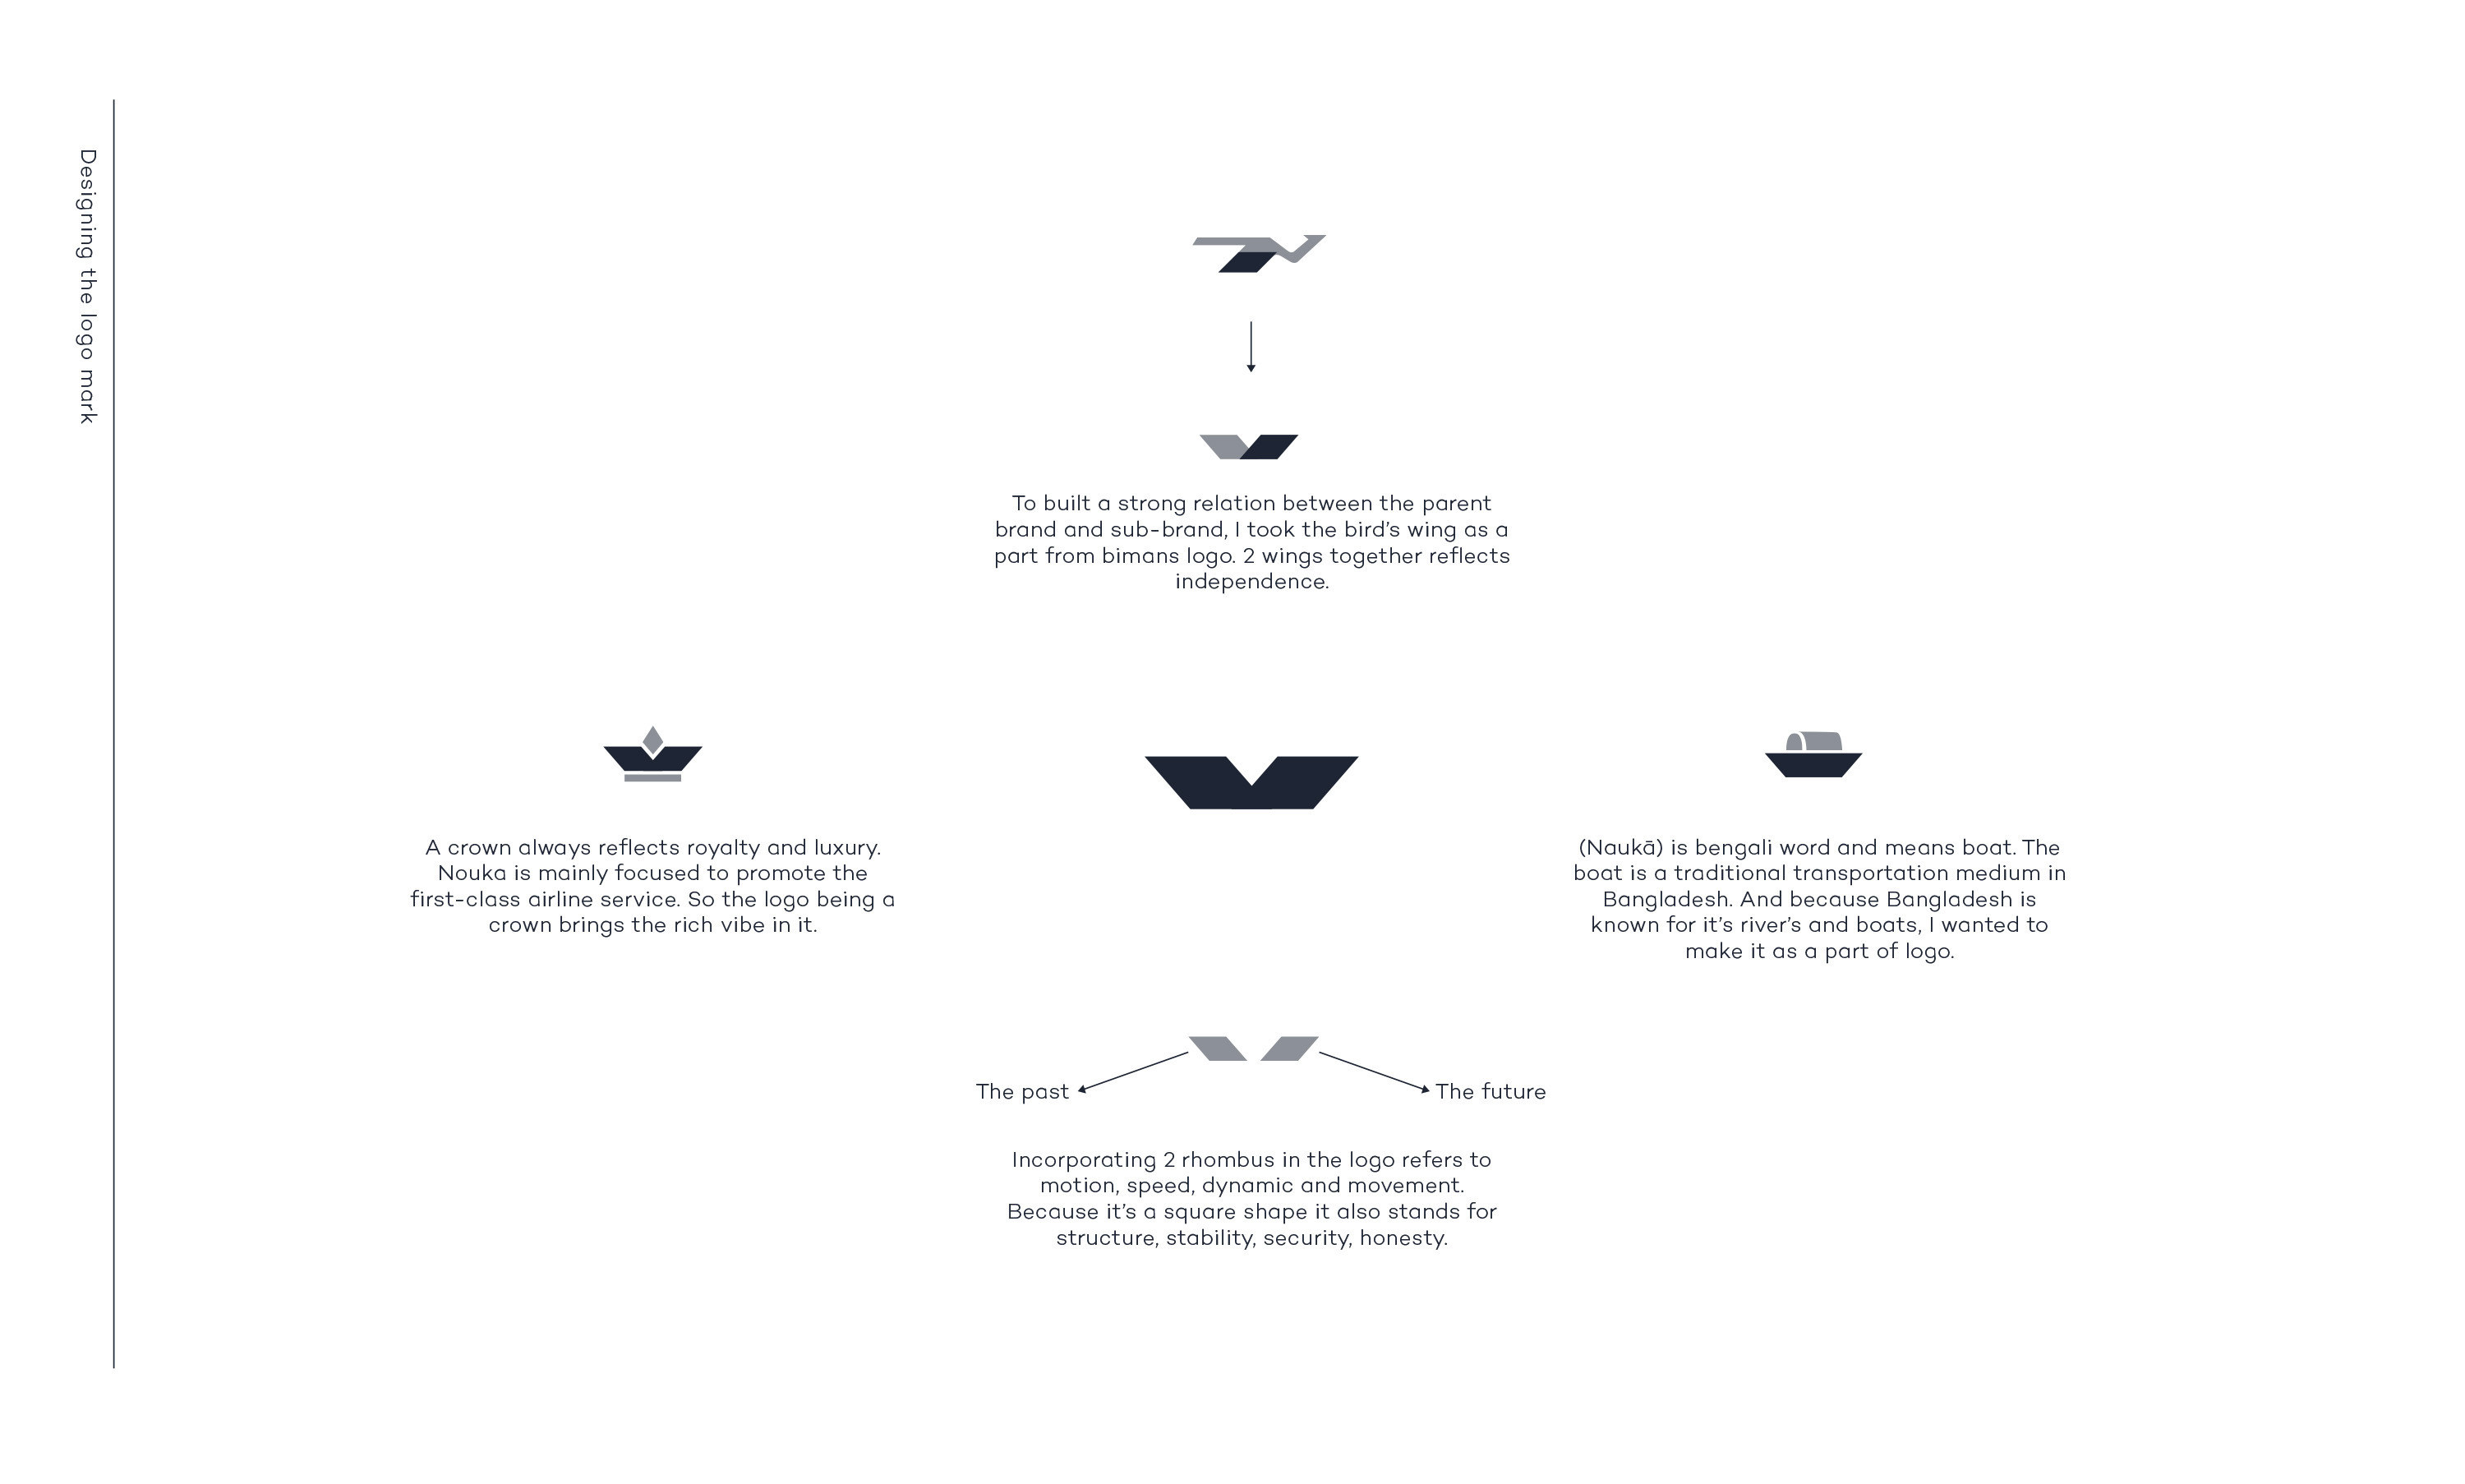 Designing the logo mark
To built a strong relation between the parent
brand and sub-brand, I took the bird’s wing as a
part from bimans logo. 2 wings together reflects
independence.
A crown always reflects royalty and luxury.
Nouka is mainly focused to promote the
first-class airline service. So the logo being a
crown brings the rich vibe in it.
(Naukā) is bengali word and means boat. The
boat is a traditional transportation medium in
Bangladesh. And because Bangladesh is
known for it’s river’s and boats, I wanted to
make it as a part of logo.
The past
The future
Incorporating 2 rhombus in the logo refers to
motion, speed, dynamic and movement.
Because it’s a square shape it also stands for
structure, stability, security, honesty.